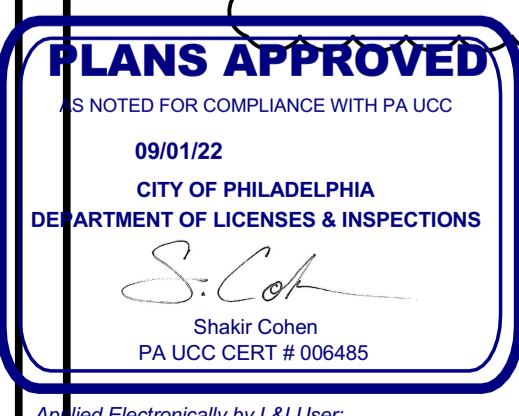 PLANS APPROVED
AS NOTED FOR COMPLIANCE WITH PA UCC
09/01/22
CITY OF PHILADELPHIA
DEPARTMENT OF LICENSES & INSPECTIONS
S. Coh
Shakir Cohen
PA UCC CERT # 006485
Applied Electronically by L&I User: